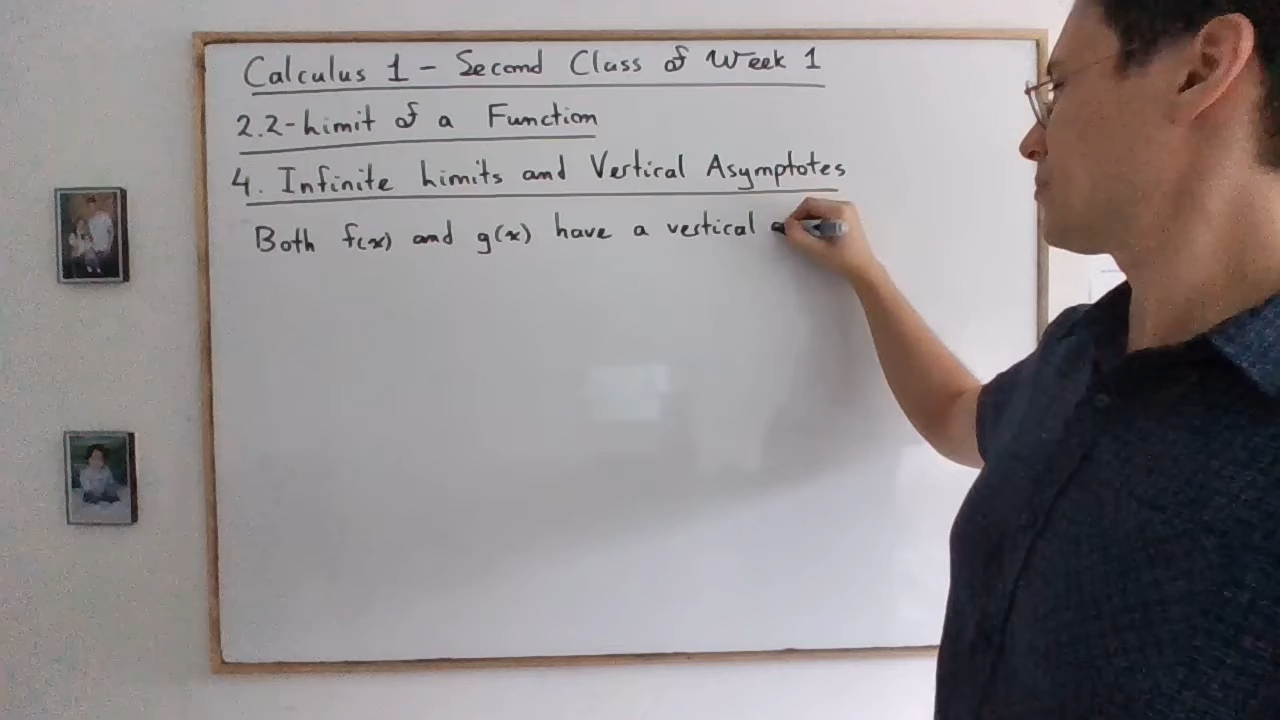 Calculus 1 - Second Class of Week 1
2.2-Limit of a Function
4. Infinite Limits and Vertical Asymptotes
Both f(x) and g(x) have a vertical a